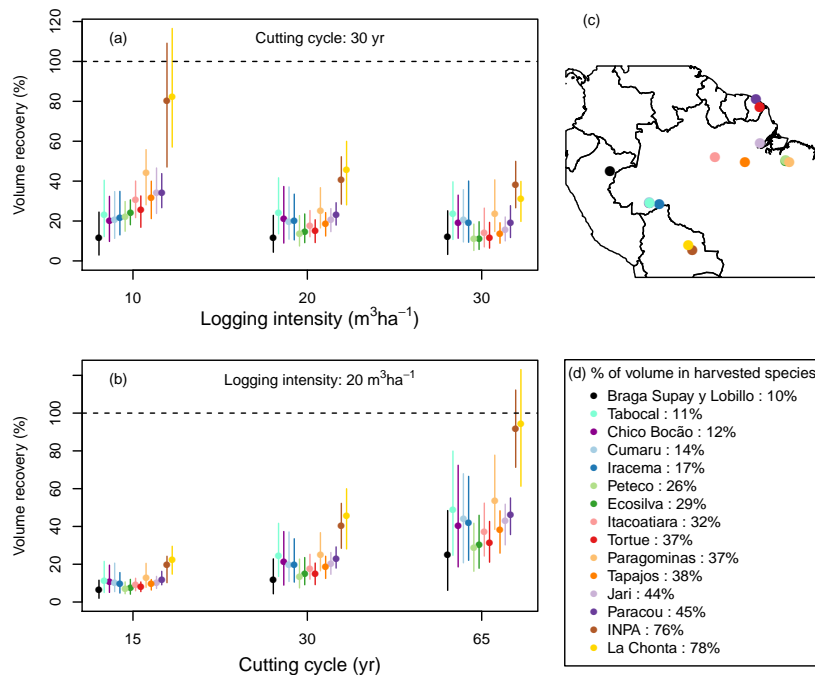 (a)
Cutting cycle: 30 yr
Volume recovery (%)
0 20 40 60 80 100 120
10 20 30
Logging intensity (m³ha⁻¹)
(c)
(b)
Logging intensity: 20 m³ha⁻¹
Volume recovery (%)
0 20 40 60 80 100
15 30 65
Cutting cycle (yr)
(d) % of volume in harvested species
Braga Supay y Lobillo : 10%
Tabocal : 11%
Chico Bocão : 12%
Cumaru : 14%
Iracema : 17%
Peteco : 26%
Ecosilva : 29%
Itacoatiara : 32%
Tortue : 37%
Paragominas : 37%
Tapajos : 38%
Jari : 44%
Paracou : 45%
INPA : 76%
La Chonta : 78%